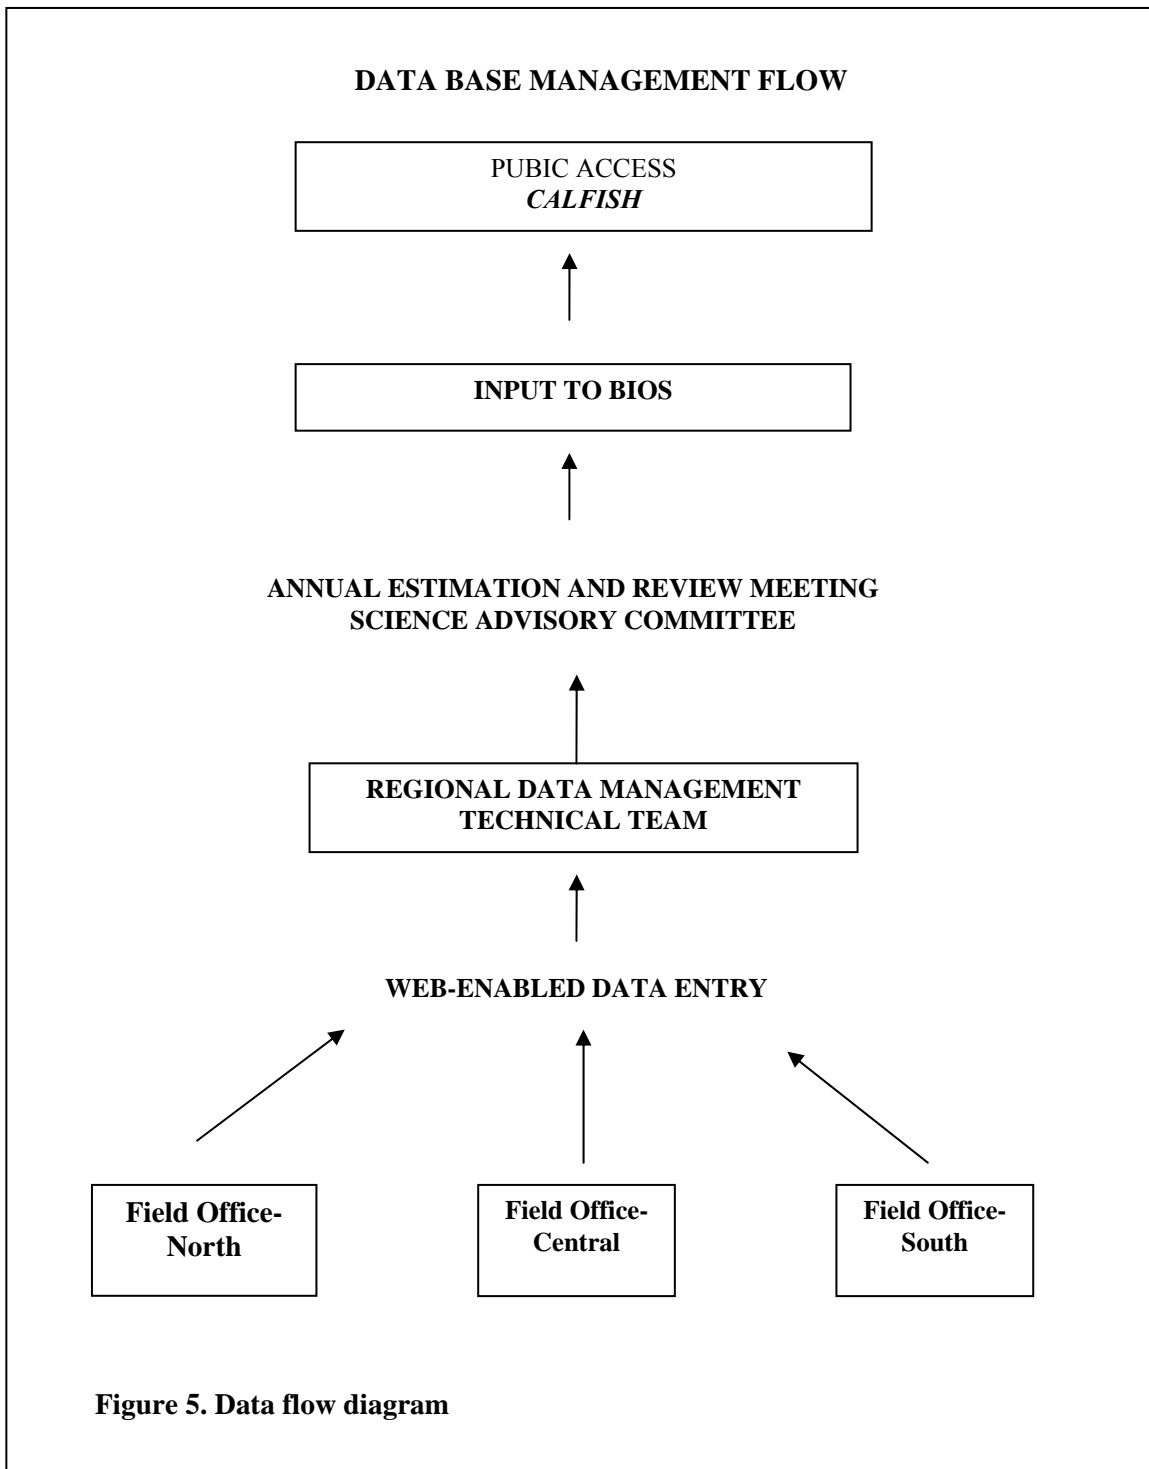 DATA BASE MANAGEMENT FLOW
PUBIC ACCESS
CALFISH
INPUT TO BIOS
ANNUAL ESTIMATION AND REVIEW MEETING
SCIENCE ADVISORY COMMITTEE
REGIONAL DATA MANAGEMENT
TECHNICAL TEAM
WEB-ENABLED DATA ENTRY
Field Office-
North
Field Office-
Central
Field Office-
South
Figure 5. Data flow diagram